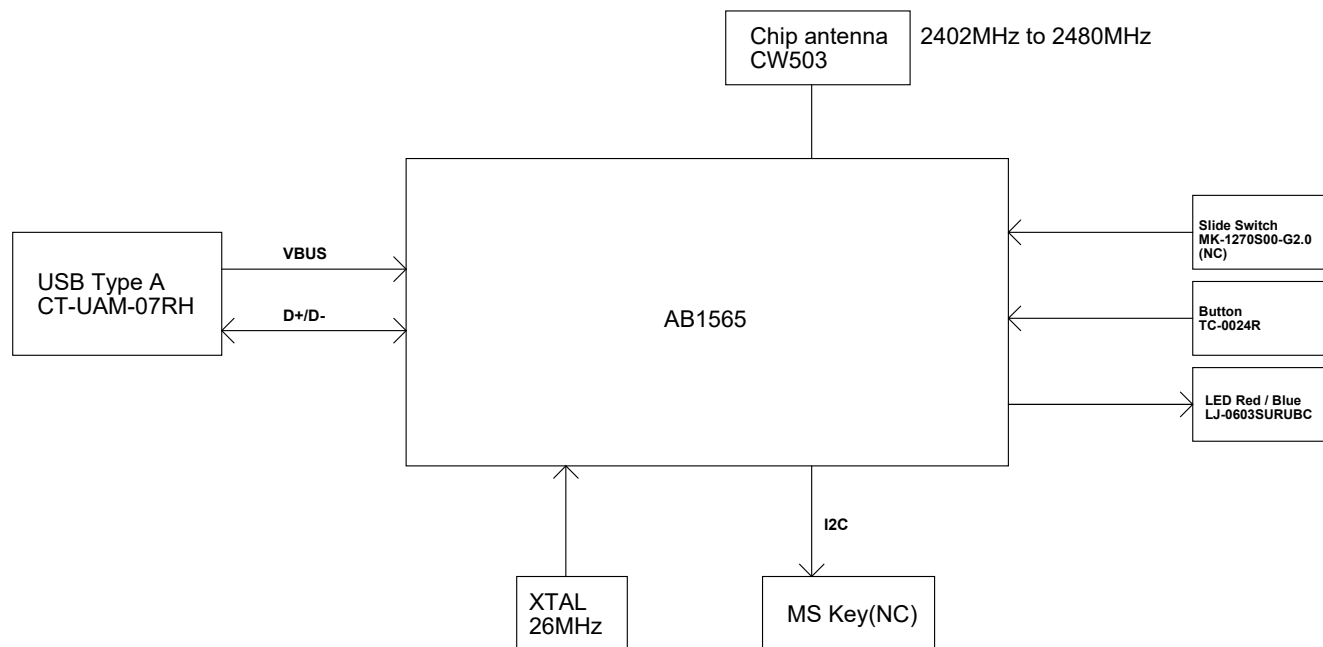 Chip antenna
CW503
2402MHz to 2480MHz
Slide Switch
MK-1270S00-G2.0
(NC)
VBUS
USB Type A
CT-UAM-07RH
D+/D-
AB1565
Button
TC-0024R
LED Red / Blue
LJ-0603SURUBC
I2C
XTAL
26MHz
MS Key(NC)